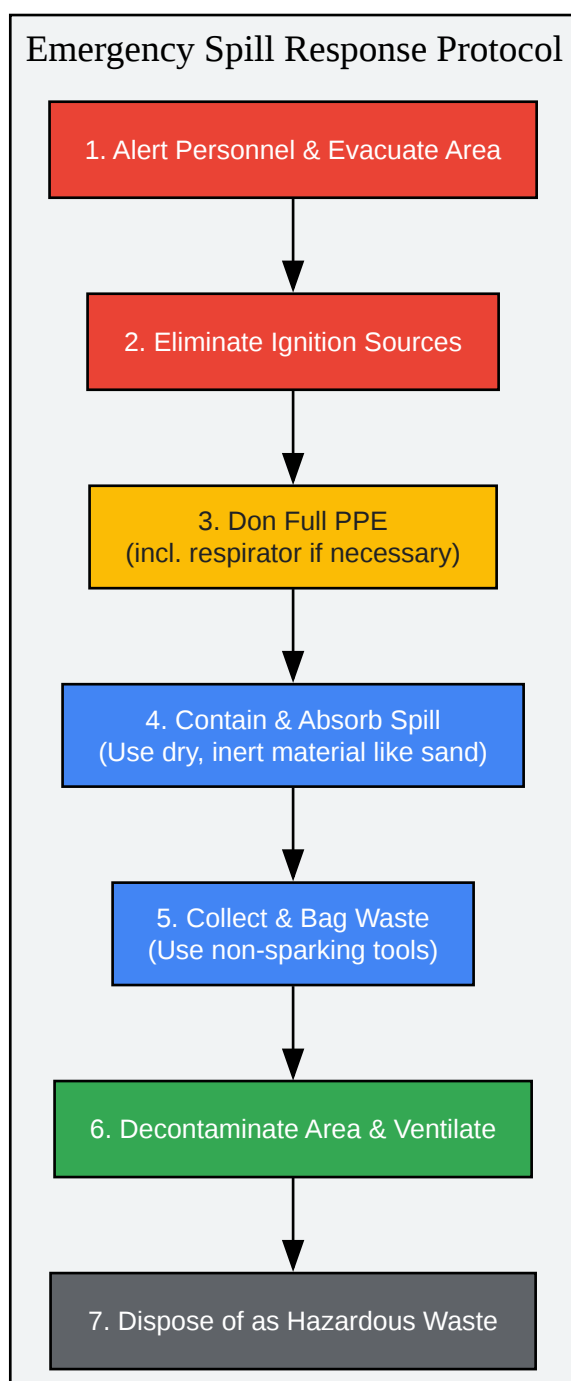 Emergency Spill Response Protocol
1. Alert Personnel & Evacuate Area
2. Eliminate Ignition Sources
3. Don Full PPE
(incl. respirator if necessary)
4. Contain & Absorb Spill
(Use dry, inert material like sand)
5. Collect & Bag Waste
(Use non-sparking tools)
6. Decontaminate Area & Ventilate
7. Dispose of as Hazardous Waste